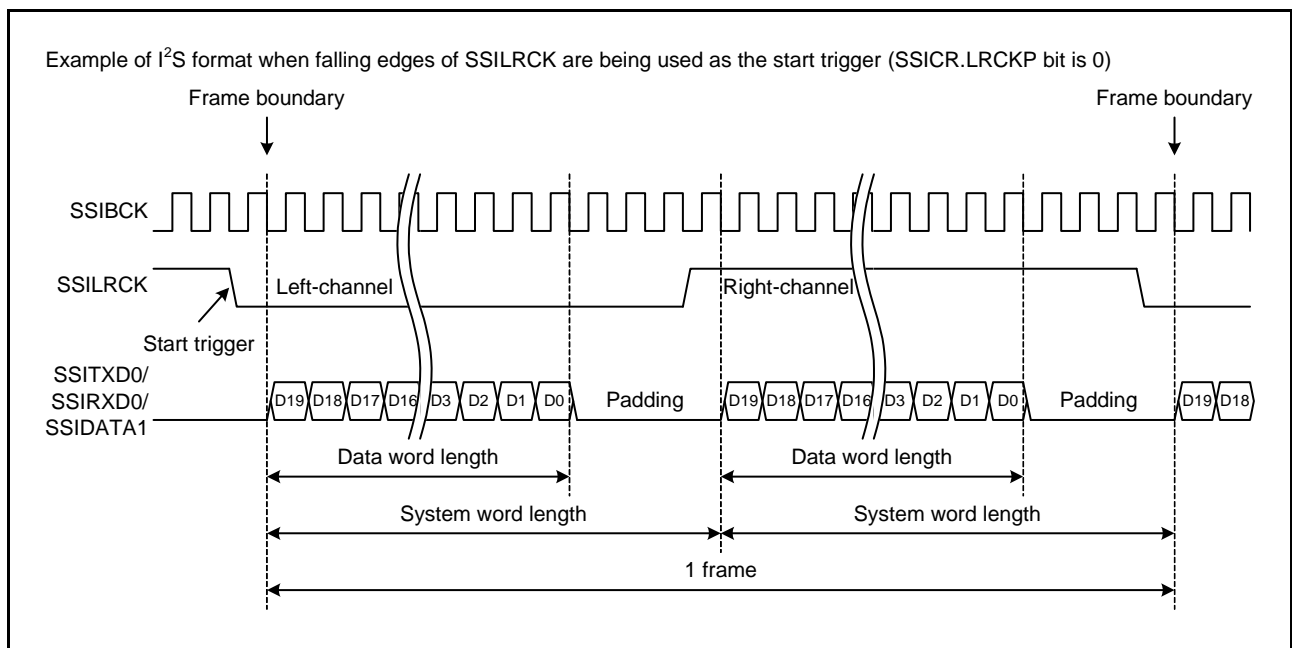 Example of I2S format when falling edges of SSILRCK are being used as the start trigger (SSICR.LRCKP bit is 0)
Frame boundary Frame boundary
SSIBCK
SSILRCK Left-channel Right-channel
Start trigger
SSITXD0/
SSIRXD0/
SSIDATA1
D19 D18 D17 D16 D3 D2 D1 D0 Padding D19 D18 D17 D16 D3 D2 D1 D0 Padding D19 D18
Data word length Data word length
System word length System word length
1 frame